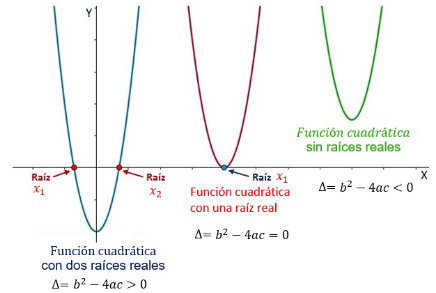 Y
X
Raíz
x₁
Raíz
x₂
Función cuadrática
con dos raíces reales
Δ= b² − 4ac > 0
Raíz x₁
Función cuadrática
con una raíz real
Δ= b² − 4ac = 0
Función cuadrática
sin raíces reales
Δ= b² − 4ac < 0